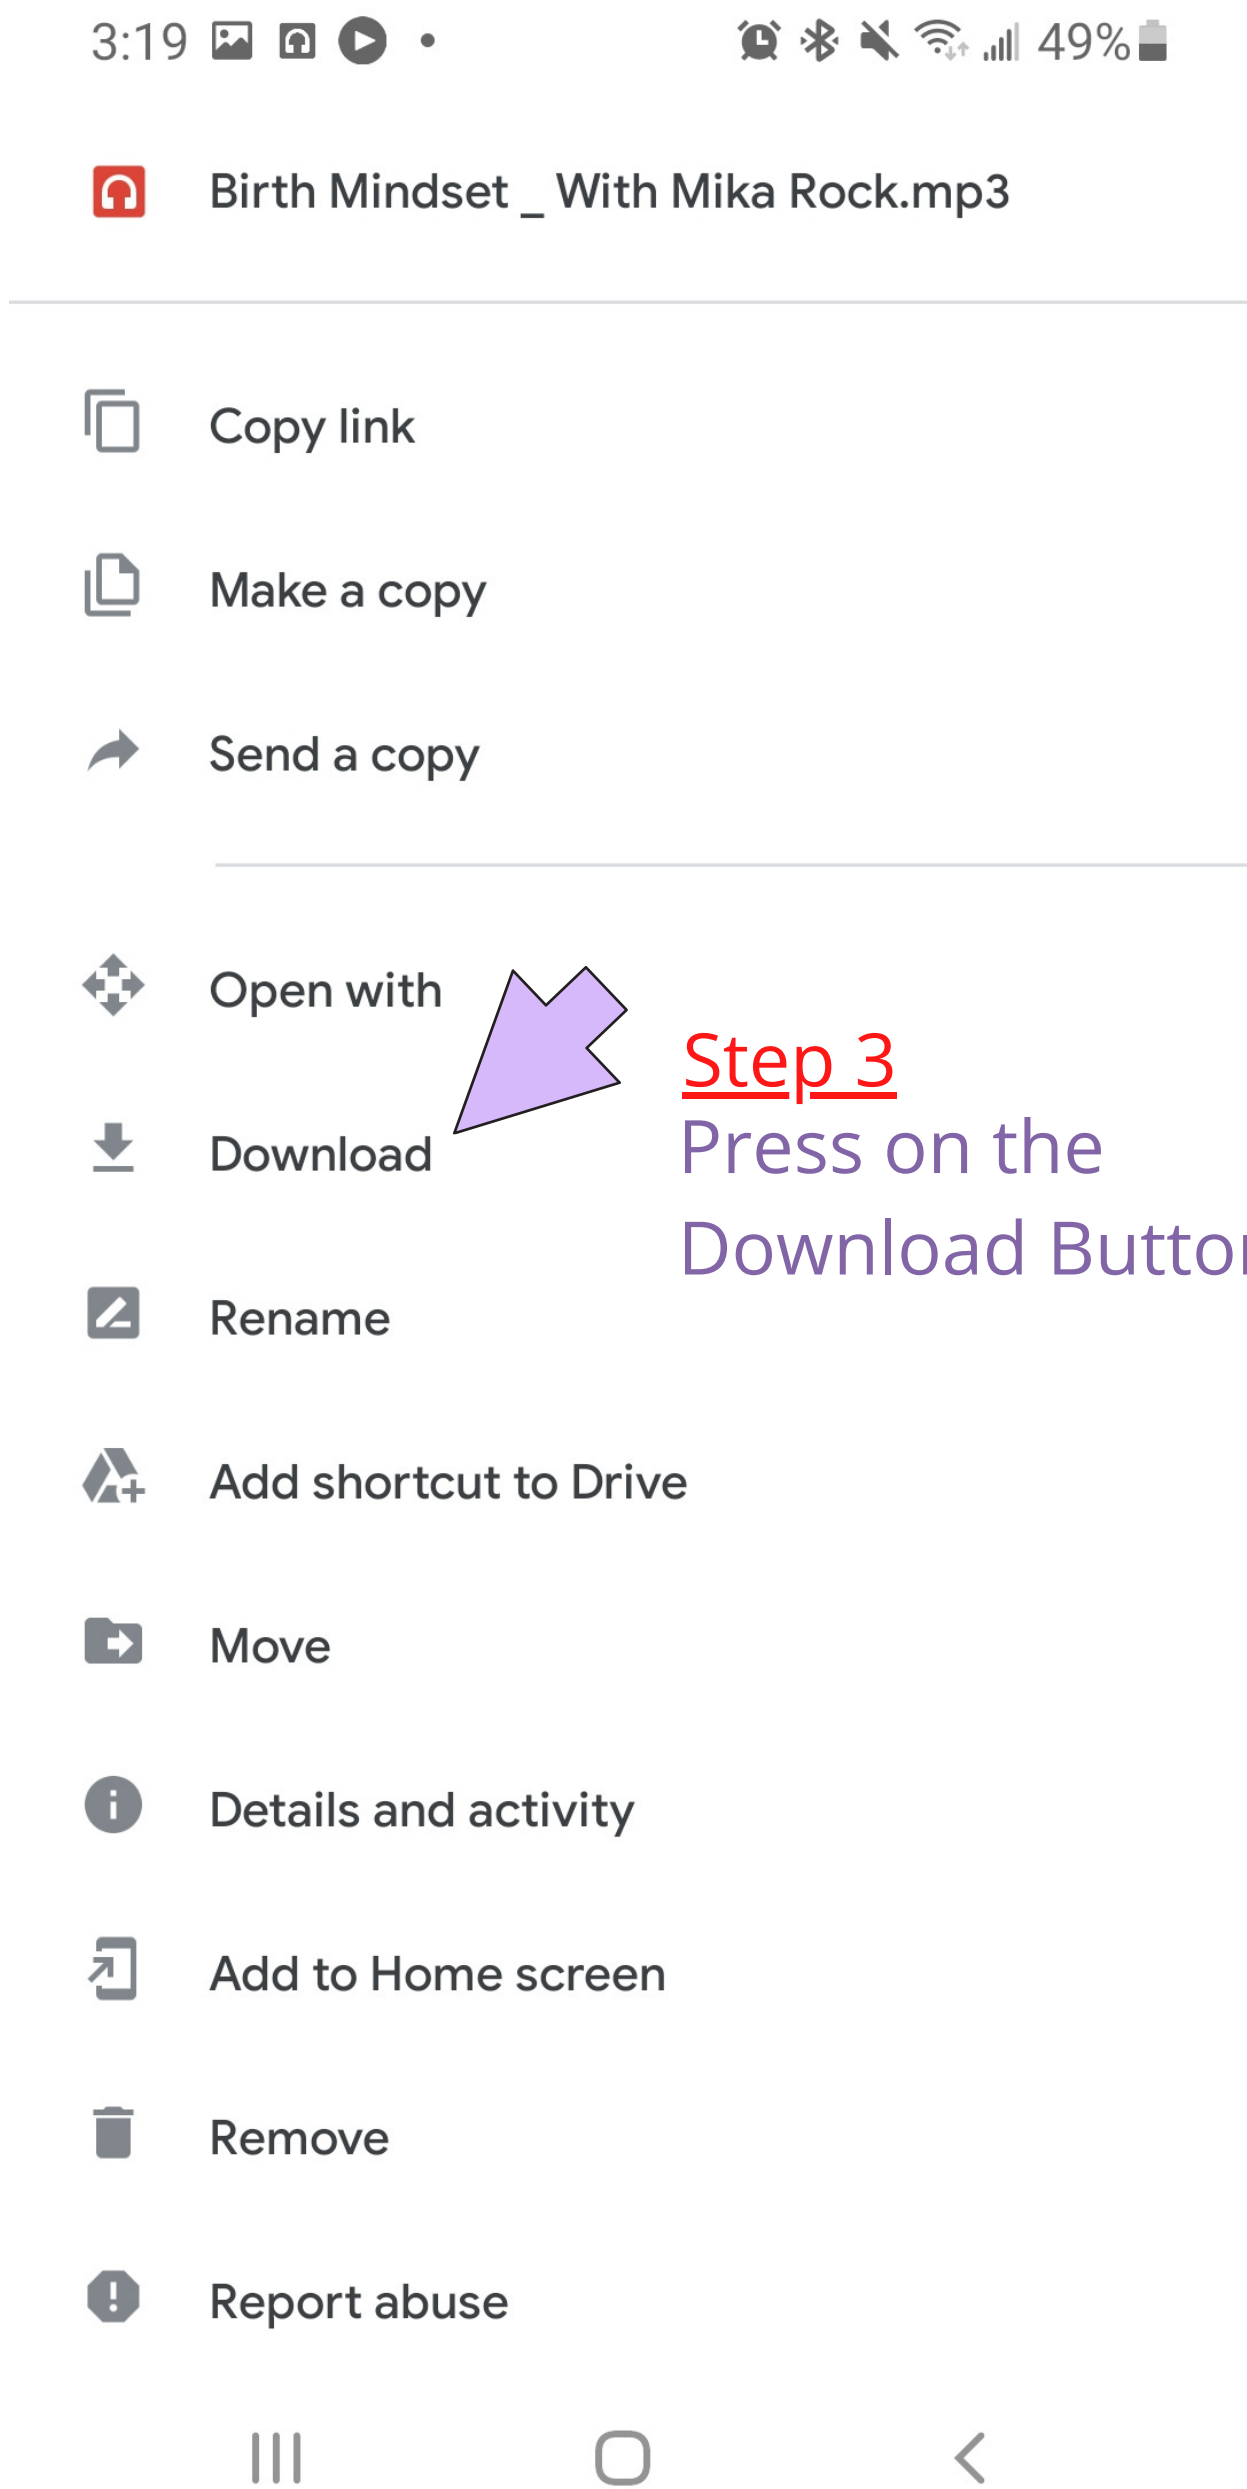 3:19 49%
Birth Mindset _ With Mika Rock.mp3
Copy link
Make a copy
Send a copy
Open with
Step 3
Press on the
Download
Download Butto
Rename
Add shortcut to Drive
Move
Details and activity
Add to Home screen
Remove
Report abuse